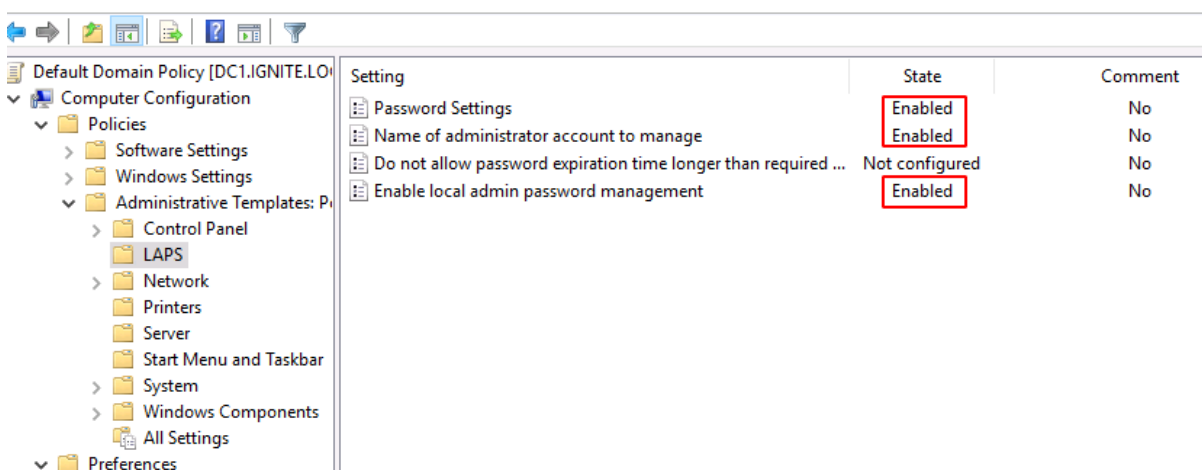 Default Domain Policy [DC1.IGNITE.LO
Computer Configuration
Policies
Software Settings
Windows Settings
Administrative Templates: P
Control Panel
LAPS
Network
Printers
Server
Start Menu and Taskbar
System
Windows Components
All Settings
Preferences
Setting State Comment
Password Settings Enabled No
Name of administrator account to manage Enabled No
Do not allow password expiration time longer than required ... Not configured No
Enable local admin password management Enabled No